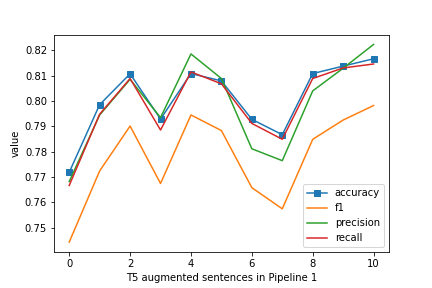 0.82
0.81
0.80
0.79
0.78
0.77
0.76
0.75
value
0 2 4 6 8 10
T5 augmented sentences in Pipeline 1
accuracy
f1
precision
recall